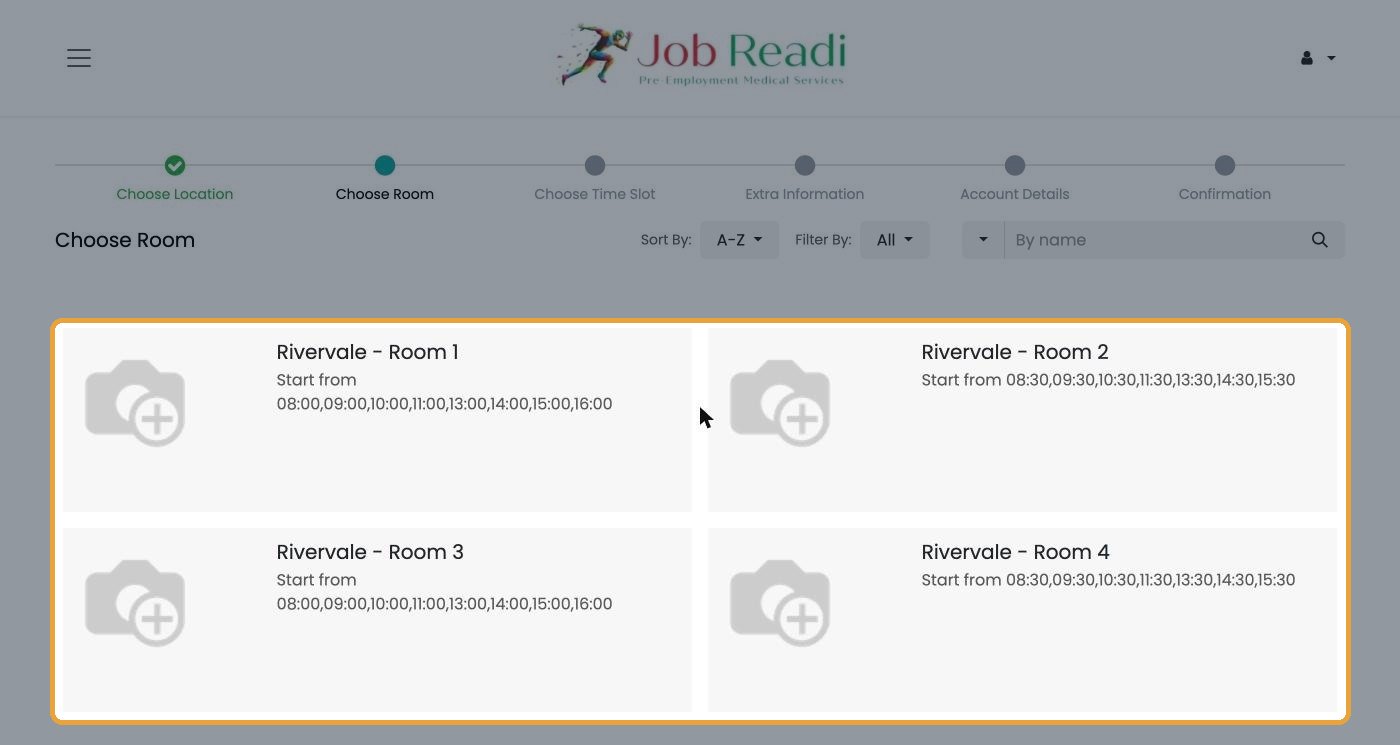 Job Readi
Pre-Employment Medical Services
Choose Location
Choose Room
Choose Time Slot
Extra Information
Account Details
Confirmation
Choose Room
Sort By:
A-Z
Filter By:
All
By name
Rivervale - Room 1
Start from
08:00,09:00,10:00,11:00,13:00,14:00,15:00,16:00
Rivervale - Room 2
Start from 08:30,09:30,10:30,11:30,13:30,14:30,15:30
Rivervale - Room 3
Start from
08:00,09:00,10:00,11:00,13:00,14:00,15:00,16:00
Rivervale - Room 4
Start from 08:30,09:30,10:30,11:30,13:30,14:30,15:30